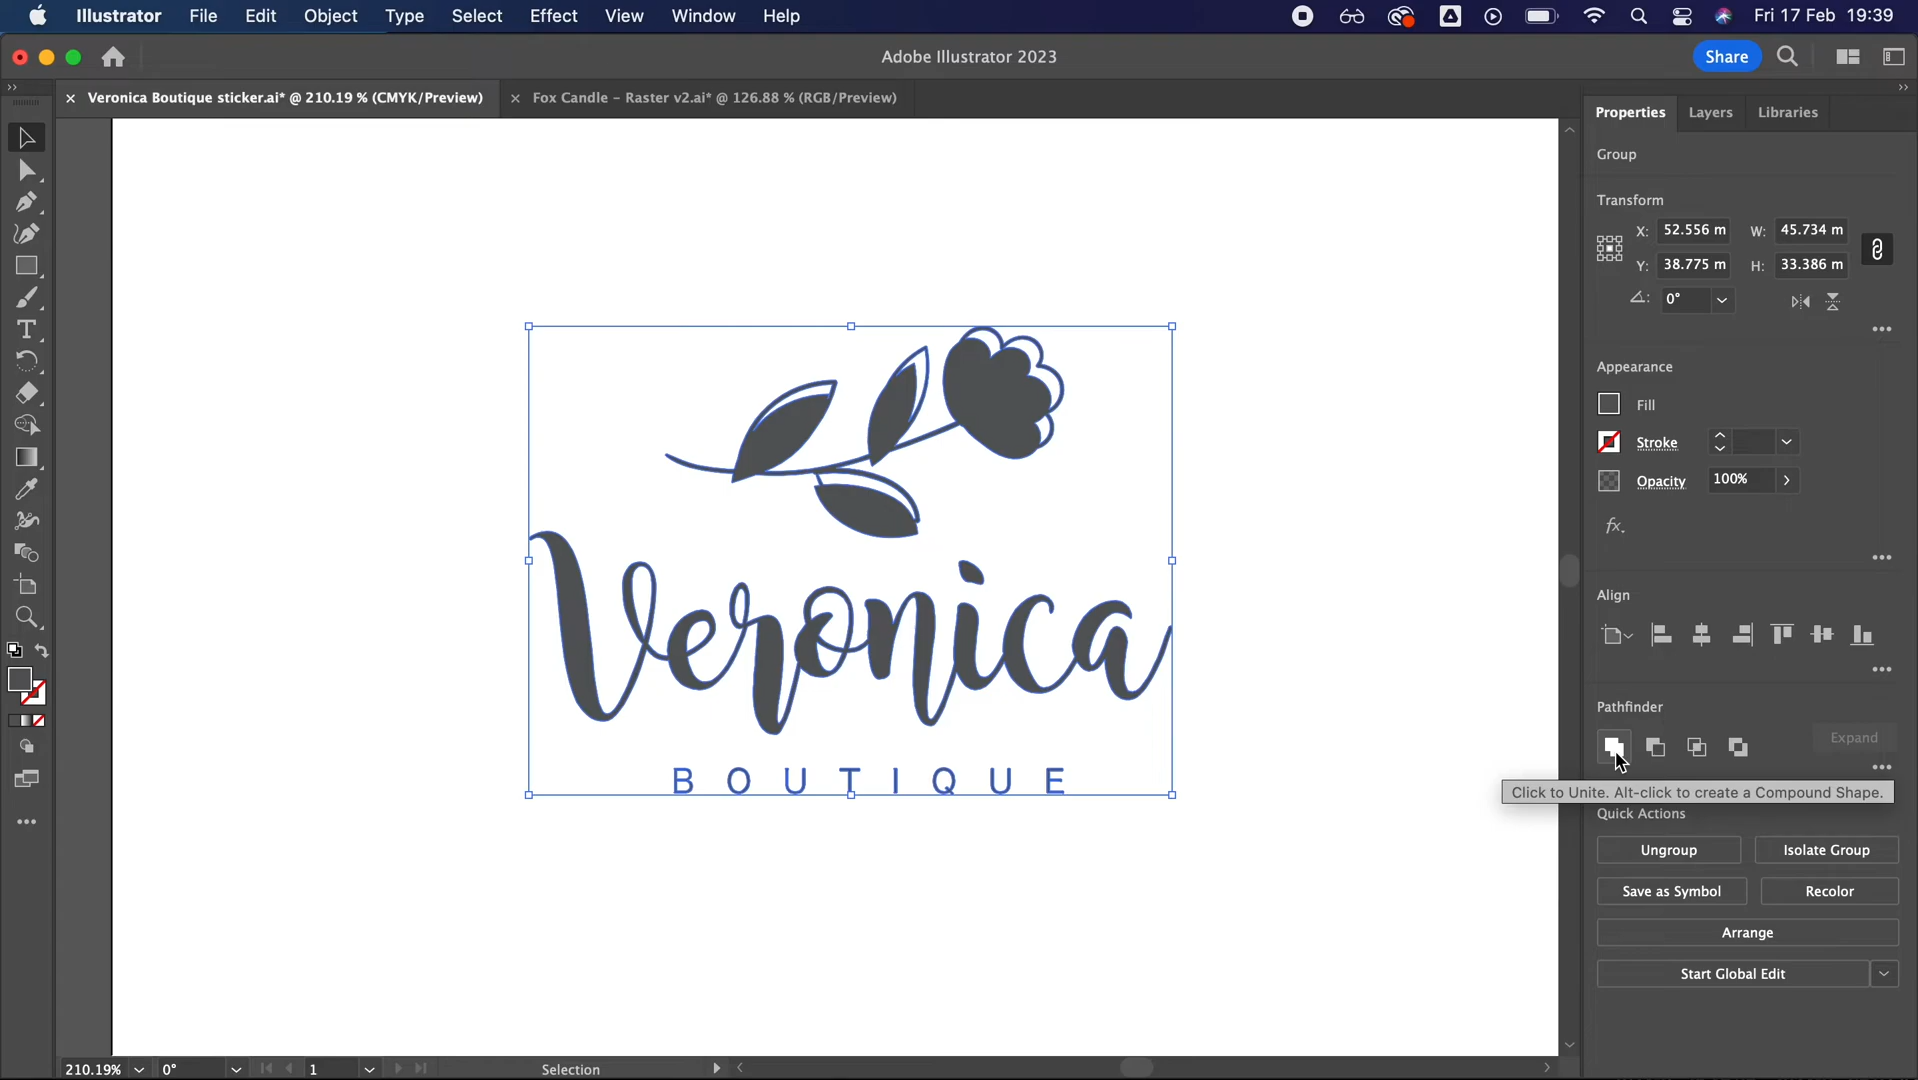 Illustrator File Edit Object Type Select Effect View Window Help Fri 17 Feb 19:39
Adobe Illustrator 2023
Share
Veronica Boutique sticker.ai* @ 210.19 % (CMYK/Preview)
Fox Candle - Raster v2.ai* @ 126.88 % (RGB/Preview)
Properties Layers Libraries
Group
Transform
X: 52.556 m W: 45.734 m
Y: 38.775 m H: 33.386 m
0°
Appearance
Fill
Stroke
Opacity 100%
fx.
Align
Pathfinder
Expand
Click to Unite. Alt-click to create a Compound Shape.
Quick Actions
Ungroup Isolate Group
Save as Symbol Recolor
Arrange
Start Global Edit
Veronica
BOUTIQUE
210.19% 0° 1 Selection